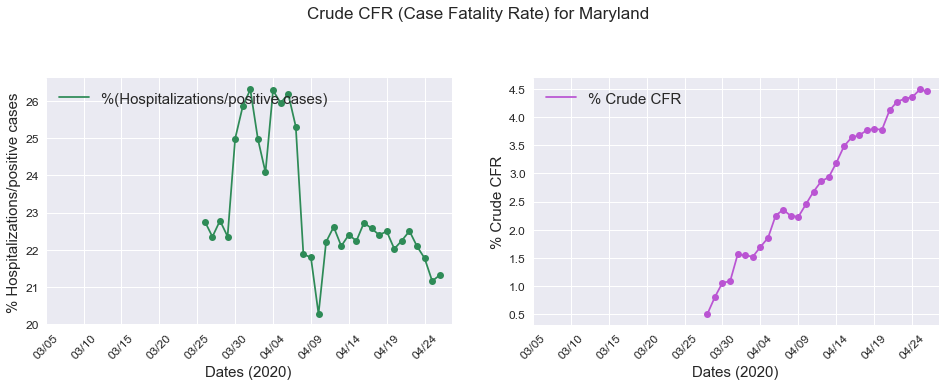 Crude CFR (Case Fatality Rate) for Maryland
%(Hospitalizations/positive cases)
% Hospitalizations/positive cases
26
25
24
23
22
21
20
03/05 03/10 03/15 03/20 03/25 03/30 04/04 04/09 04/14 04/19 04/24
Dates (2020)
% Crude CFR
% Crude CFR
4.5
4.0
3.5
3.0
2.5
2.0
1.5
1.0
0.5
03/05 03/10 03/15 03/20 03/25 03/30 04/04 04/09 04/14 04/19 04/24
Dates (2020)